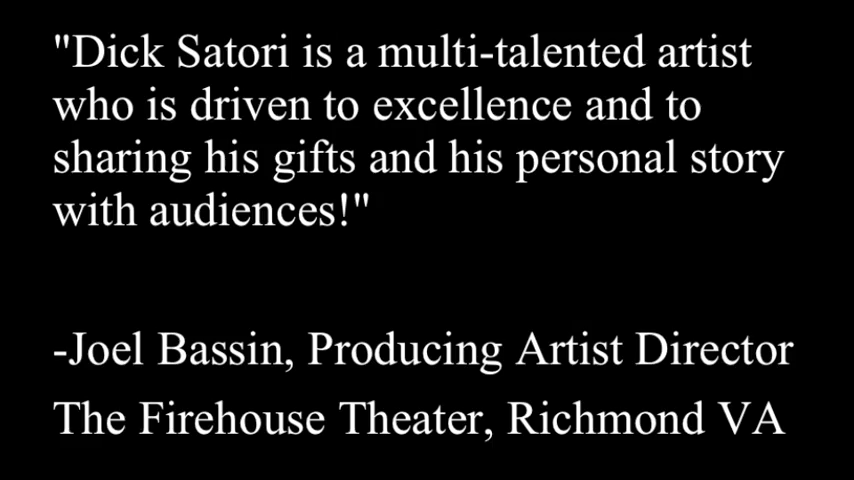 "Dick Satori is a multi-talented artist
who is driven to excellence and to
sharing his gifts and his personal story
with audiences!"
-Joel Bassin, Producing Artist Director
The Firehouse Theater, Richmond VA